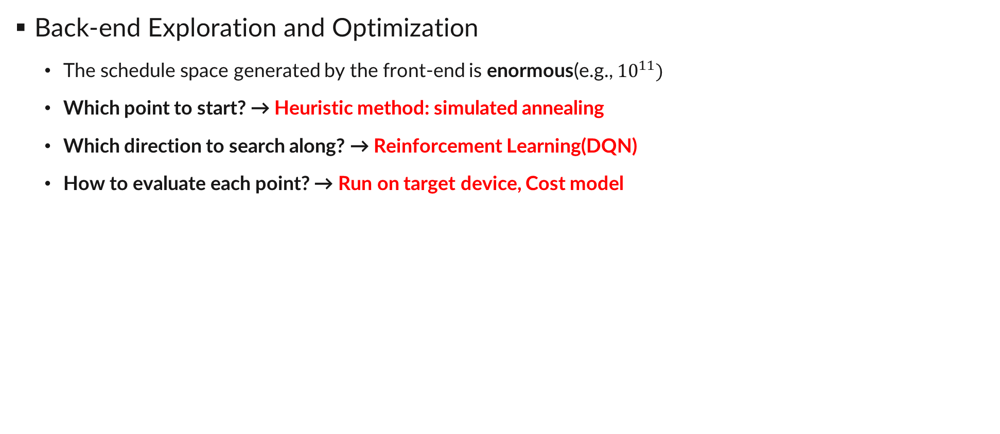 ▪ Back-end Exploration and Optimization
• The schedule space generated by the front-end is enormous(e.g., 10¹¹)
• Which point to start? → Heuristic method: simulated annealing
• Which direction to search along? → Reinforcement Learning(DQN)
• How to evaluate each point? → Run on target device, Cost model